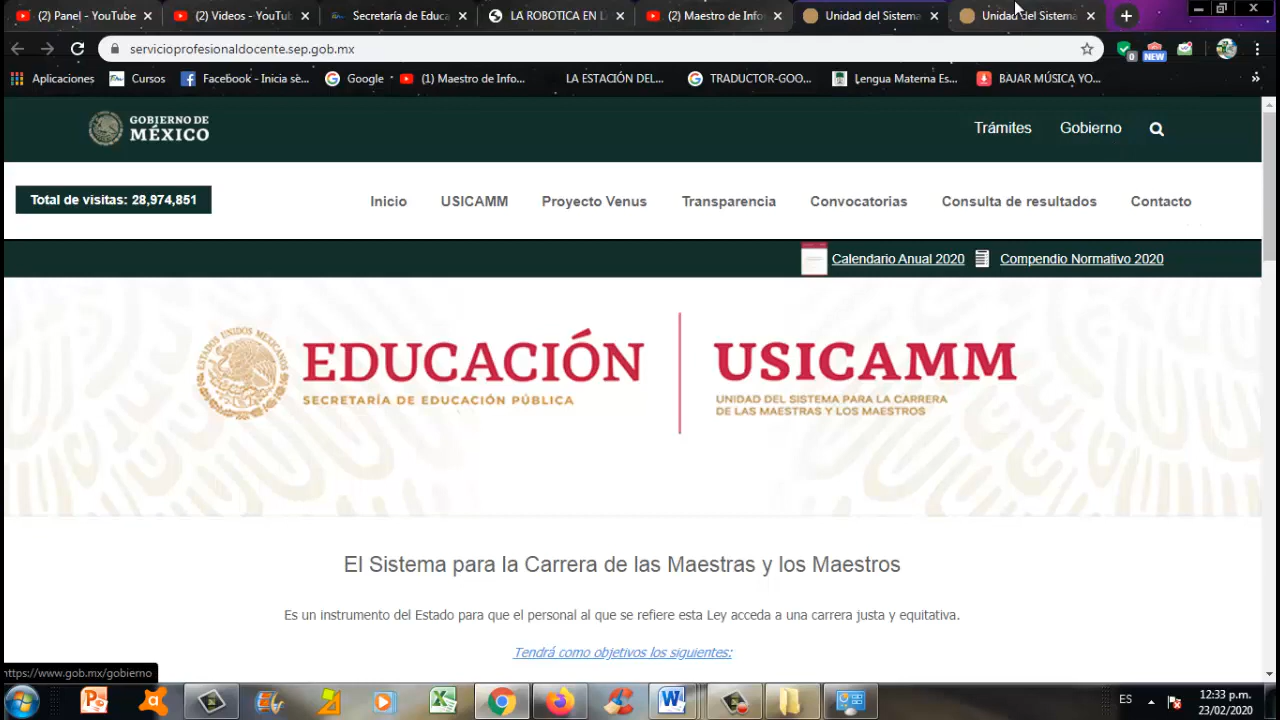 (2) Panel - YouTube
(2) Videos - YouTub
Secretaría de Educa
LA ROBOTICA EN L
(2) Maestro de Info
Unidad del Sistema
Unidad del Sistema
servicioprofesionaldocente.sep.gob.mx
0
NEW
Aplicaciones
Cursos
Facebook - Inicia sè...
Google
(1) Maestro de Info...
LA ESTACIÓN DEL...
TRADUCTOR-GOO...
Lengua Materna Es...
BAJAR MÚSICA YO...
GOBIERNO DE
MÉXICO
Trámites
Gobierno
Total de visitas: 28,974,851
Inicio
USICAMM
Proyecto Venus
Transparencia
Convocatorias
Consulta de resultados
Contacto
Calendario Anual 2020
Compendio Normativo 2020
ESTADOS UNIDOS MEXICANOS
EDUCACIÓN
SECRETARÍA DE EDUCACIÓN PÚBLICA
USICAMM
UNIDAD DEL SISTEMA PARA LA CARRERA
DE LAS MAESTRAS Y LOS MAESTROS
El Sistema para la Carrera de las Maestras y los Maestros
Es un instrumento del Estado para que el personal al que se refiere esta Ley acceda a una carrera justa y equitativa.
Tendrá como objetivos los siguientes:
https://www.gob.mx/gobierno
ES
12:33 p.m.
23/02/2020